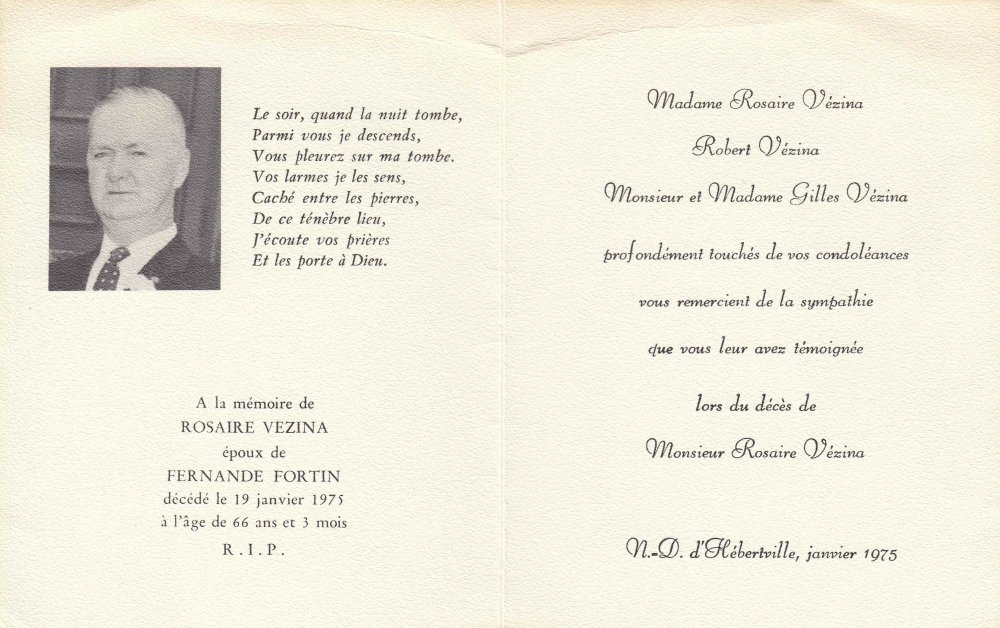 Le soir, quand la nuit tombe,
Parmi vous je descends,
Vous pleurez sur ma tombe.
Vos larmes je les sens,
Caché entre les pierres,
De ce ténèbre lieu,
J'écoute vos prières
Et les porte à Dieu.
A la mémoire de
ROSAIRE VEZINA
époux de
FERNANDE FORTIN
décédé le 19 janvier 1975
à l'âge de 66 ans et 3 mois
R.I.P.
Madame Rosaire Vézina
Robert Vézina
Monsieur et Madame Gilles Vézina
profondément touchés de vos condoléances
vous remercient de la sympathie
que vous leur avez témoignée
lors du décès de
Monsieur Rosaire Vézina
N.-D. d'Hébertville, janvier 1975